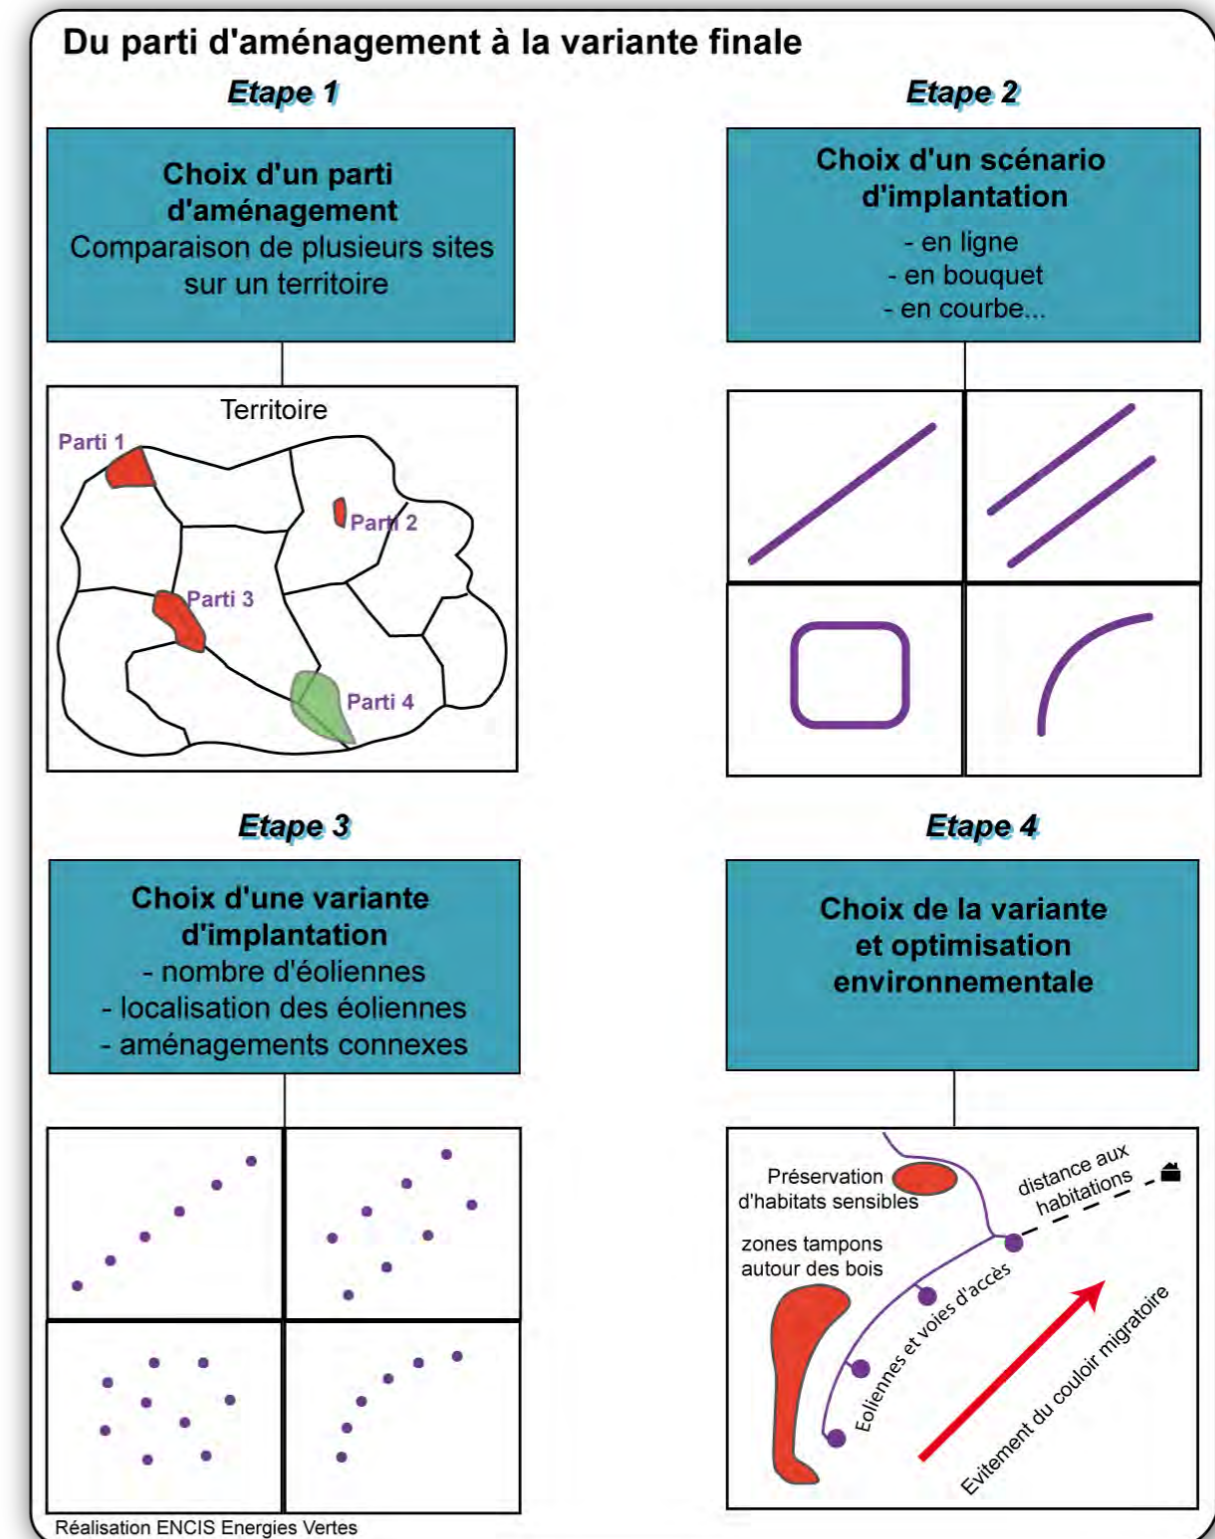 Du parti d'aménagement à la variante finale
Etape 1
Choix d'un parti
d'aménagement
Comparaison de plusieurs sites
sur un territoire
Territoire
Parti 1
Parti 2
Parti 3
Parti 4
Etape 2
Choix d'un scénario
d'implantation
- en ligne
- en bouquet
- en courbe...
Etape 3
Choix d'une variante
d'implantation
- nombre d'éoliennes
- localisation des éoliennes
- aménagements connexes
Etape 4
Choix de la variante
et optimisation
environnementale
Préservation
d'habitats sensibles
distance aux
habitations
zones tampons
autour des bois
Eoliennes et voies d'accès
Evitement du couloir migratoire
Réalisation ENCIS Energies Vertes